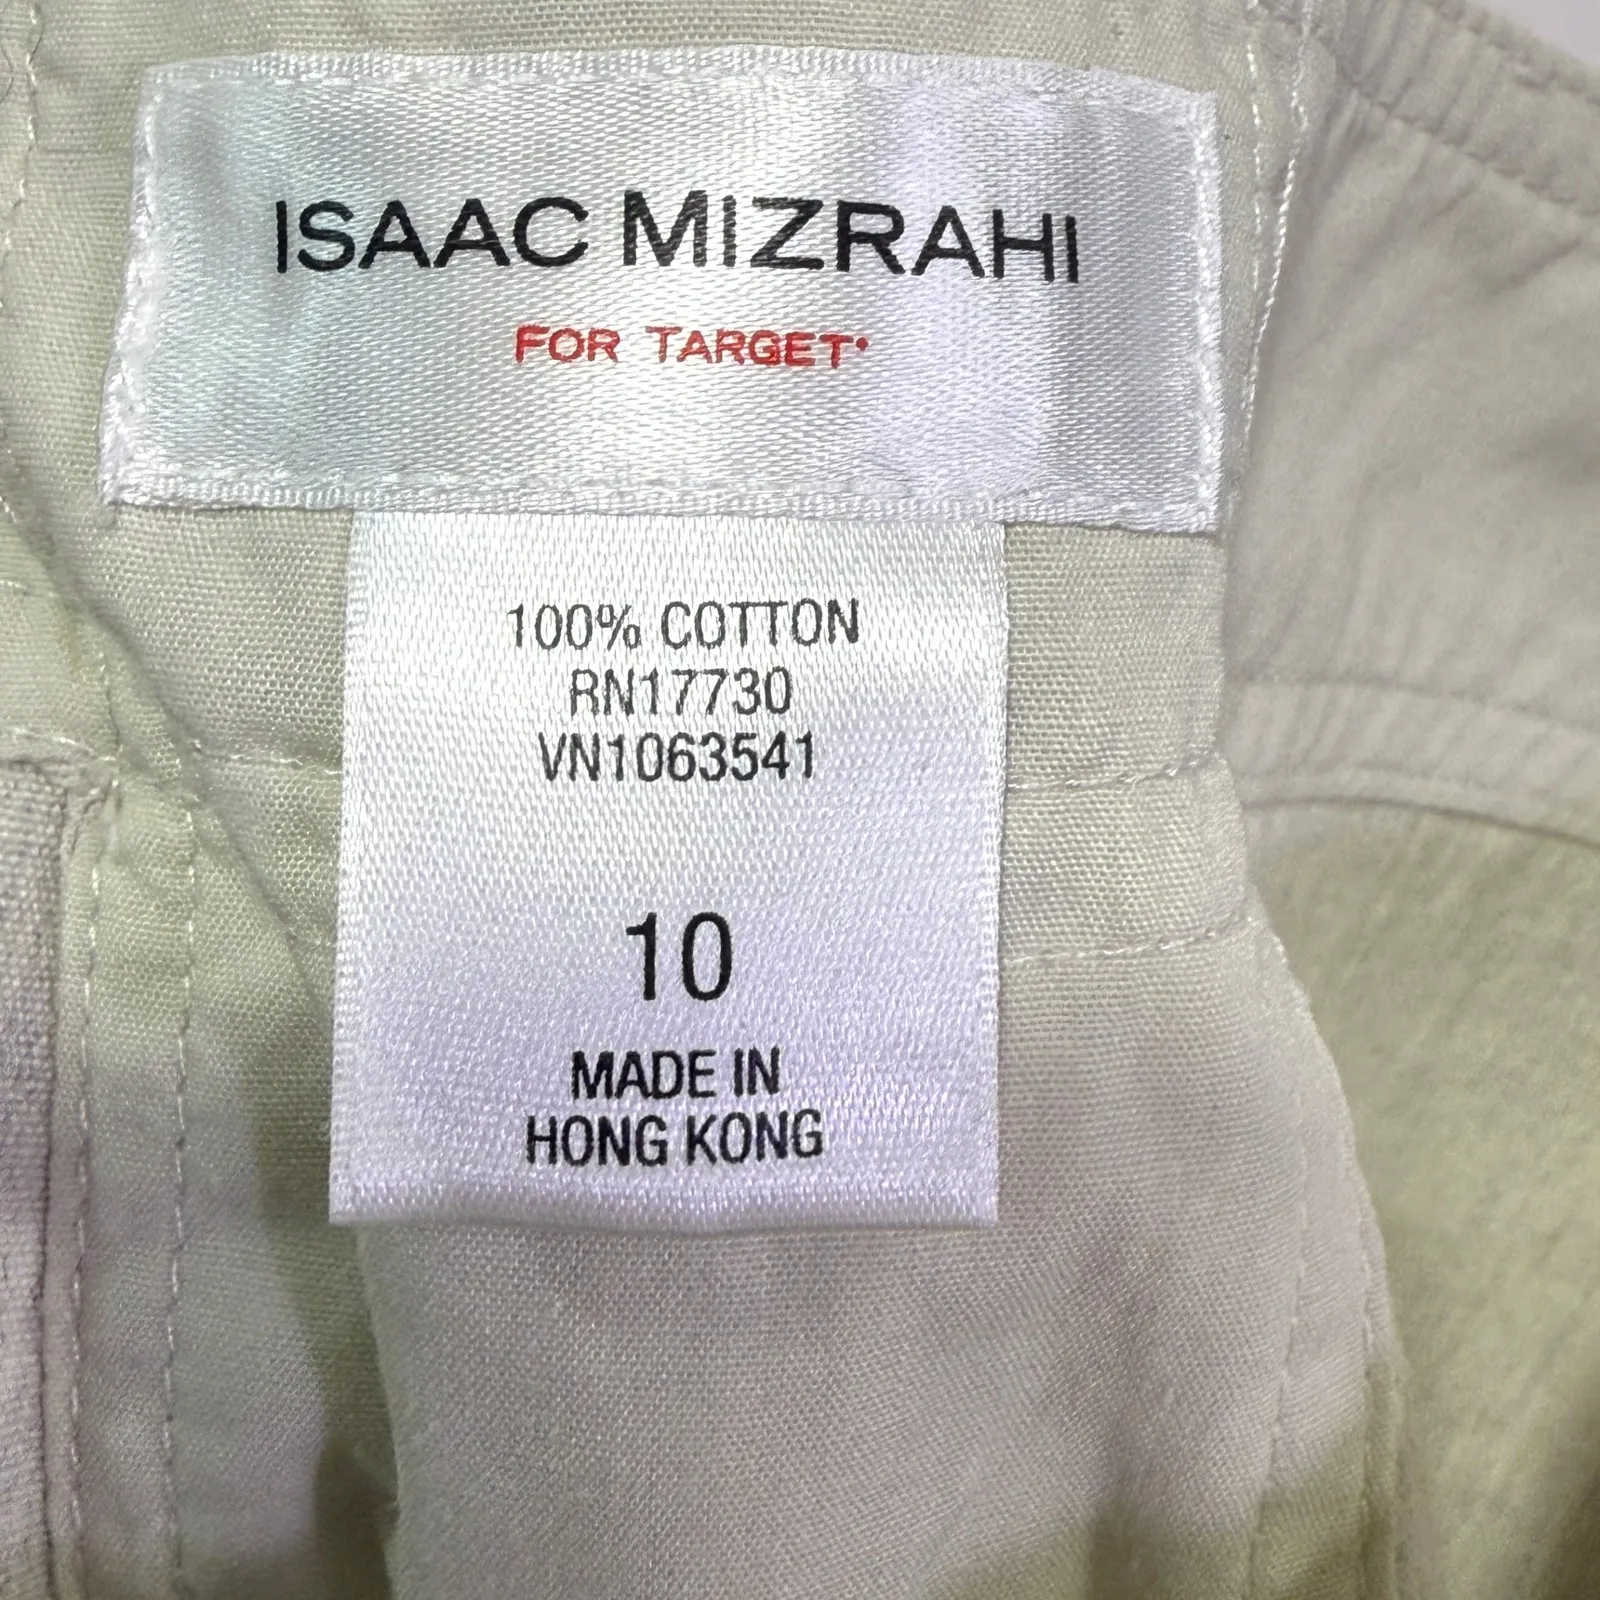 ISAAC MIZRAHI
FOR TARGET
100% COTTON
RN17730
VN1063541
10
MADE IN
HONG KONG